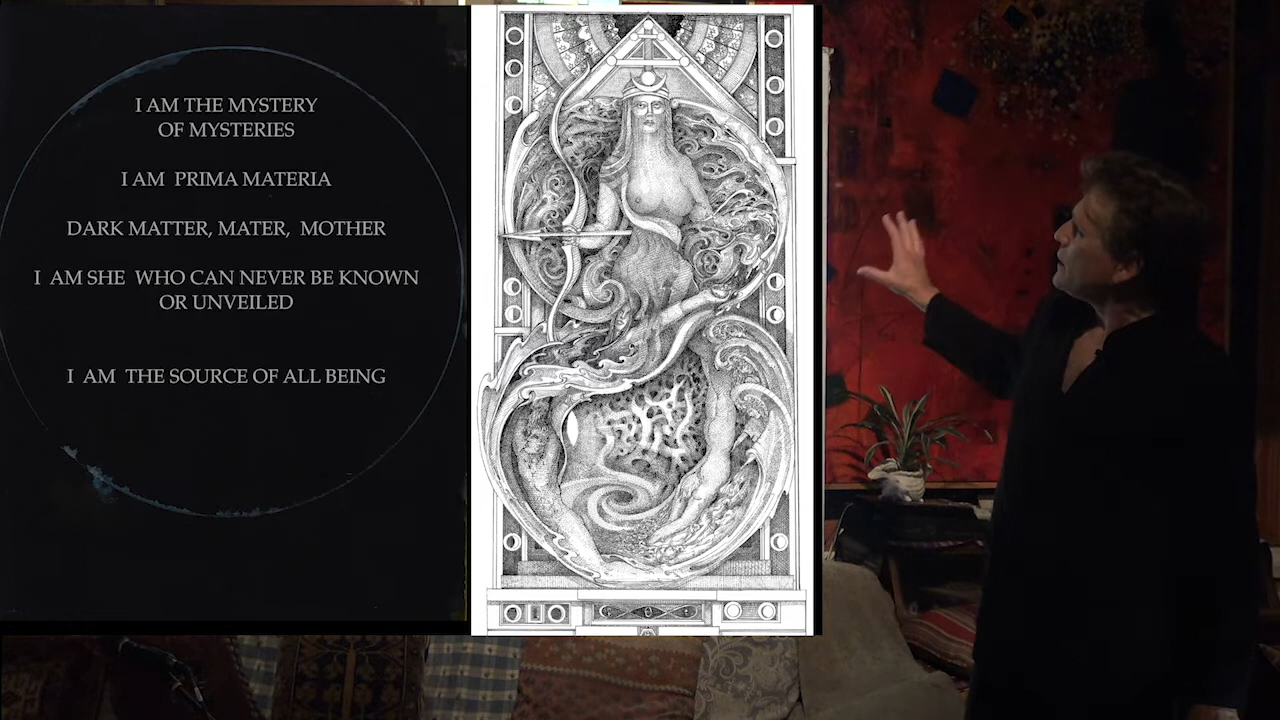 I AM THE MYSTERY
OF MYSTERIES
I AM PRIMA MATERIA
DARK MATTER, MATER, MOTHER
I AM SHE WHO CAN NEVER BE KNOWN
OR UNVEILED
I AM THE SOURCE OF ALL BEING